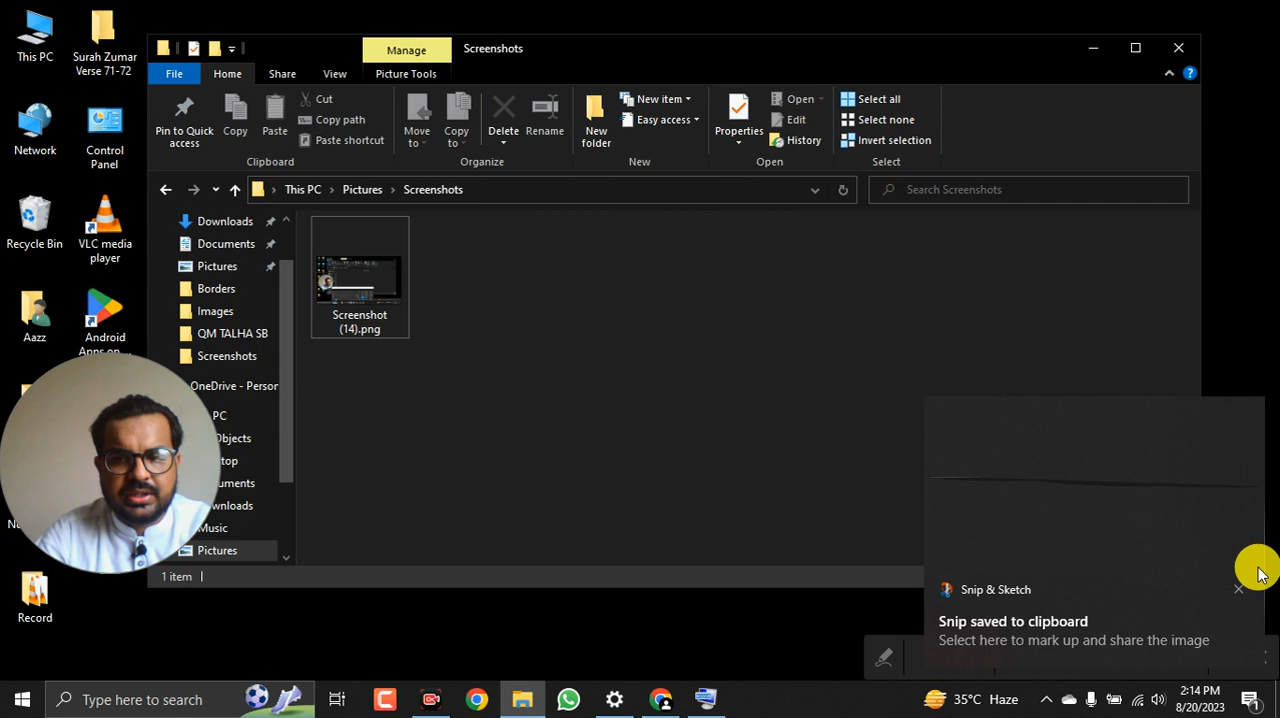 This PC
Surah Zumar
Verse 71-72
Network
Control
Panel
Recycle Bin
VLC media
player
Aazz
Android
Apps on...
Record
Manage
Screenshots
File
Home
Share
View
Picture Tools
Pin to Quick
access
Copy
Paste
Cut
Copy path
Paste shortcut
Clipboard
Move
to
Copy
to
Delete
Rename
Organize
New
folder
New item
Easy access
New
Properties
Open
Edit
History
Open
Select all
Select none
Invert selection
Select
This PC
Pictures
Screenshots
Search Screenshots
Downloads
Documents
Pictures
Borders
Images
QM TALHA SB
Screenshots
OneDrive - Person
PC
Objects
Music
Pictures
Screenshot
(14).png
1 item
Snip & Sketch
Snip saved to clipboard
Select here to mark up and share the image
Type here to search
35°C Haze
2:14 PM
8/20/2023
1